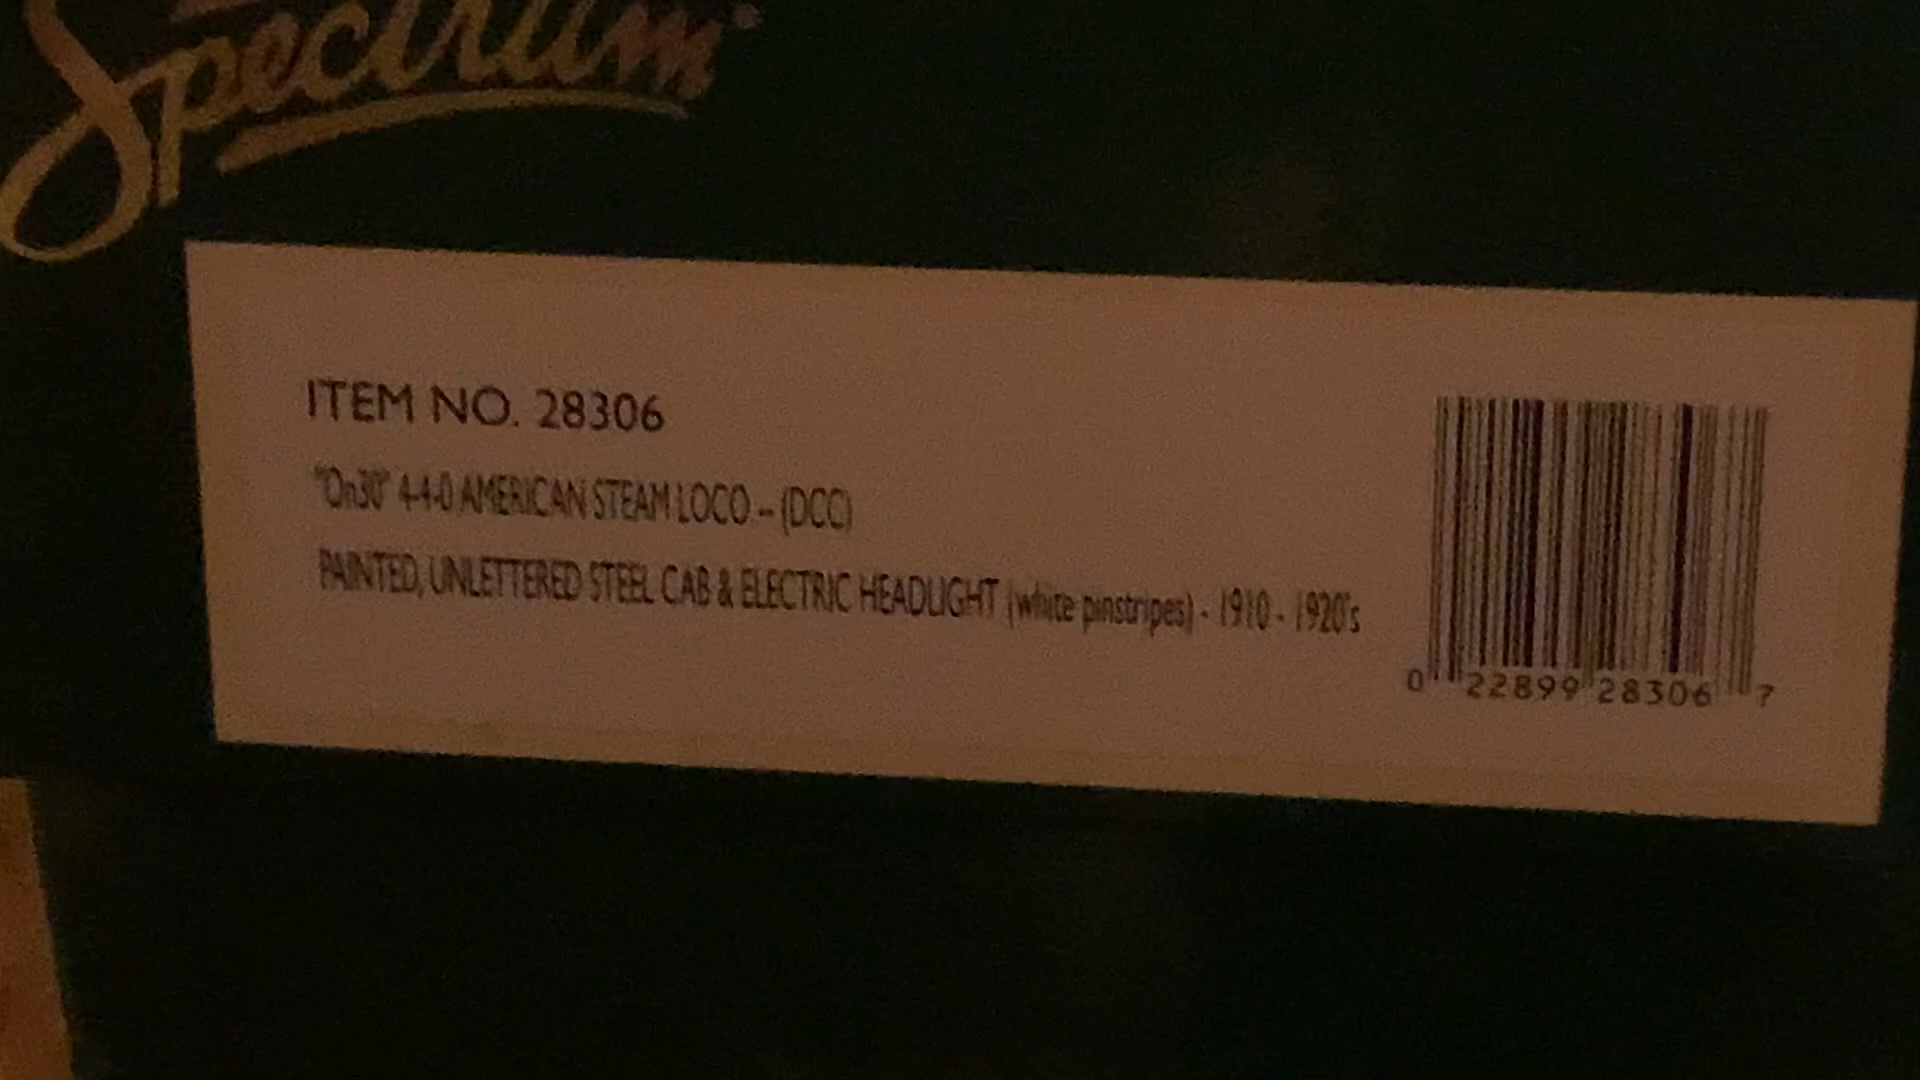 Spectrum
ITEM NO. 28306
"On30" 4-4-0 AMERICAN STEAM LOCO – (DCC)
PAINTED, UNLETTERED STEEL CAB & ELECTRIC HEADLIGHT (white pinstripes) - 1910 - 1920's
0 22899 28306 7